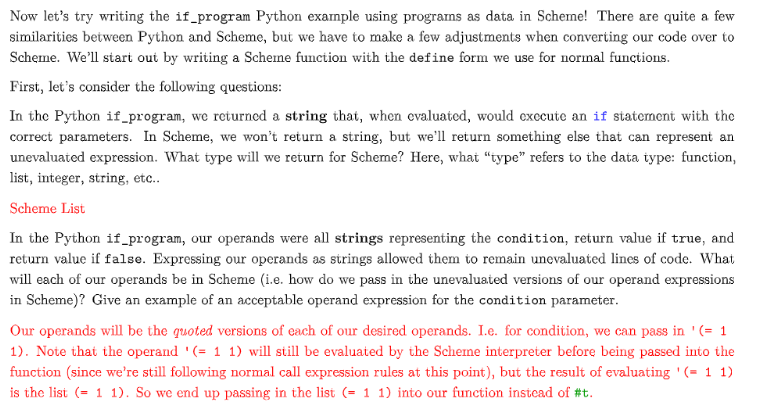 Now let's try writing the if_program Python example using programs as data in Scheme! There are quite a few
similarities between Python and Scheme, but we have to make a few adjustments when converting our code over to
Scheme. We'll start out by writing a Scheme function with the define form we use for normal functions.
First, let's consider the following questions:
In the Python if_program, we returned a string that, when evaluated, would execute an if statement with the
correct parameters. In Scheme, we won't return a string, but we'll return something else that can represent an
unevaluated expression. What type will we return for Scheme? Here, what “type” refers to the data type: function,
list, integer, string, etc..
Scheme List
In the Python if_program, our operands were all strings representing the condition, return value if true, and
return value if false. Expressing our operands as strings allowed them to remain unevaluated lines of code. What
will each of our operands be in Scheme (i.e. how do we pass in the unevaluated versions of our operand expressions
in Scheme)? Give an example of an acceptable operand expression for the condition parameter.
Our operands will be the quoted versions of each of our desired operands. I.e. for condition, we can pass in '(= 1
1). Note that the operand '(= 1 1) will still be evaluated by the Scheme interpreter before being passed into the
function (since we're still following normal call expression rules at this point), but the result of evaluating '(= 1 1)
is the list (= 1 1). So we end up passing in the list (= 1 1) into our function instead of #t.